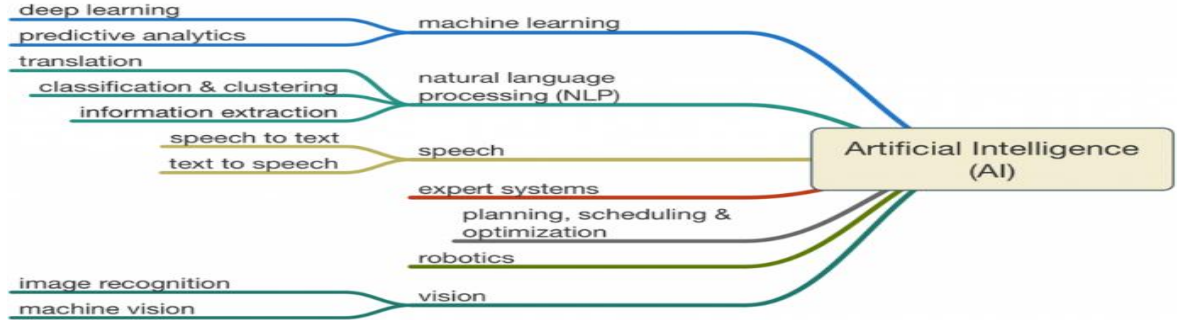 deep learning
machine learning
predictive analytics
translation
natural language
processing (NLP)
classification & clustering
information extraction
speech to text
speech
text to speech
Artificial Intelligence
(AI)
expert systems
planning, scheduling &
optimization
robotics
image recognition
vision
machine vision